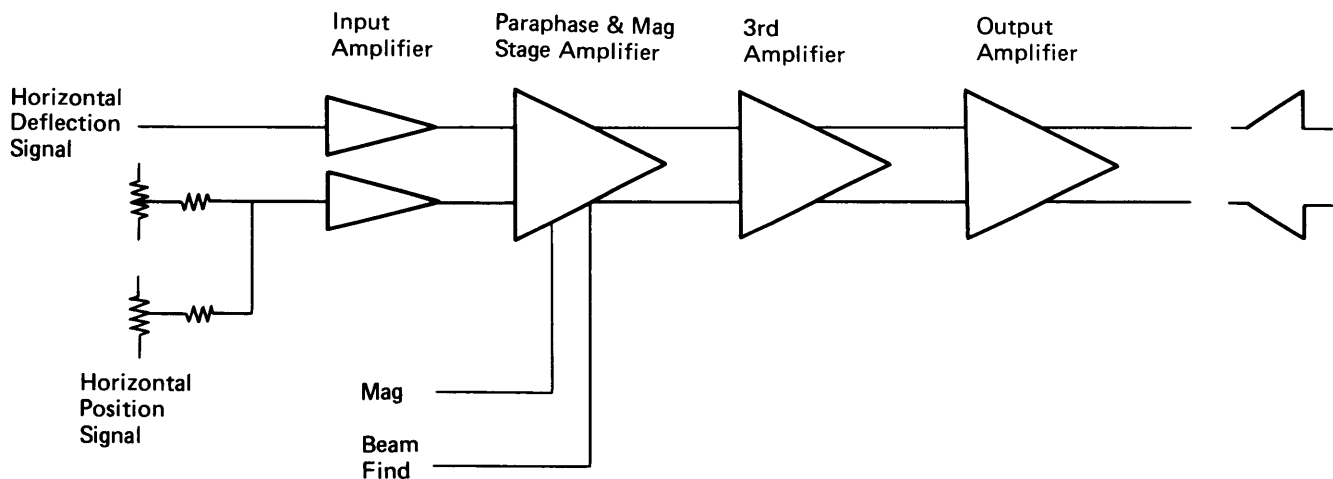 Input
Amplifier
Paraphase & Mag
Stage Amplifier
3rd
Amplifier
Output
Amplifier
Horizontal
Deflection
Signal
Horizontal
Position
Signal
Mag
Beam
Find